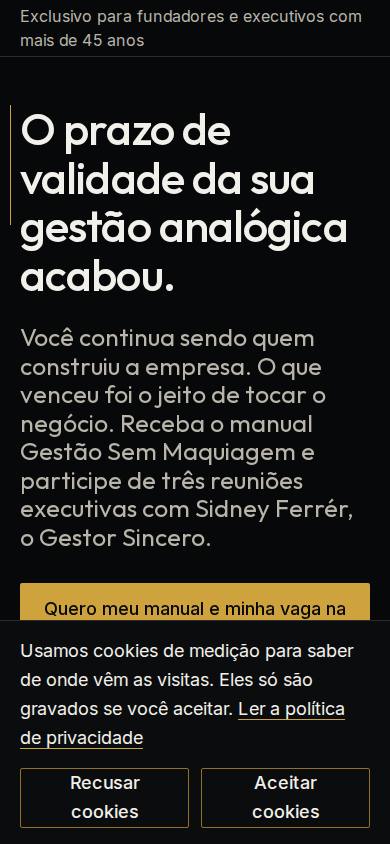 Exclusivo para fundadores e executivos com
mais de 45 anos
O prazo de
validade da sua
gestão analógica
acabou.
Você continua sendo quem
construiu a empresa. O que
venceu foi o jeito de tocar o
negócio. Receba o manual
Gestão Sem Maquiagem e
participe de três reuniões
executivas com Sidney Ferrér,
o Gestor Sincero.
Quero meu manual e minha vaga na
Usamos cookies de medição para saber
de onde vêm as visitas. Eles só são
gravados se você aceitar. Ler a política
de privacidade
Recusar
cookies
Aceitar
cookies